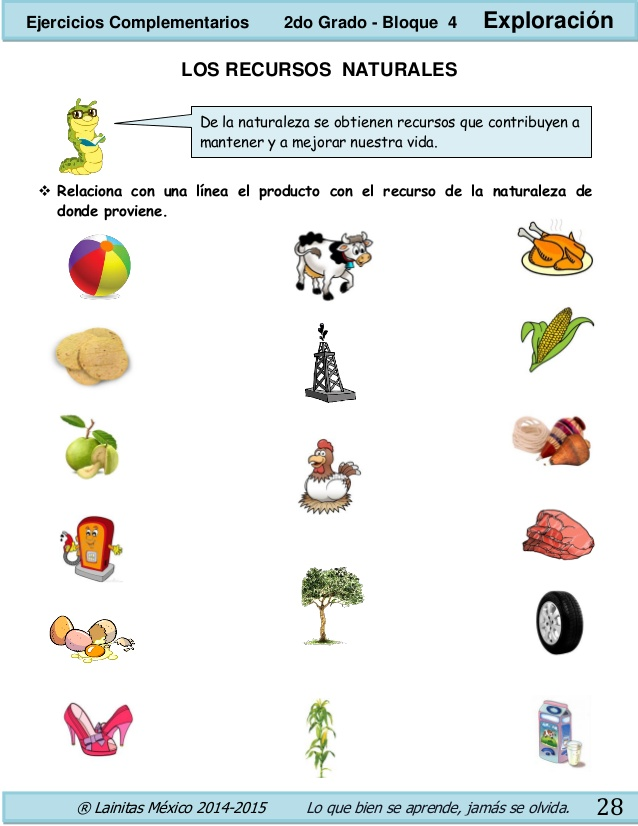 Ejercicios Complementarios 2do Grado - Bloque 4 Exploración
LOS RECURSOS NATURALES
De la naturaleza se obtienen recursos que contribuyen a
mantener y a mejorar nuestra vida.
❖ Relaciona con una línea el producto con el recurso de la naturaleza de
donde proviene.
® Lainitas México 2014-2015 Lo que bien se aprende, jamás se olvida. 28